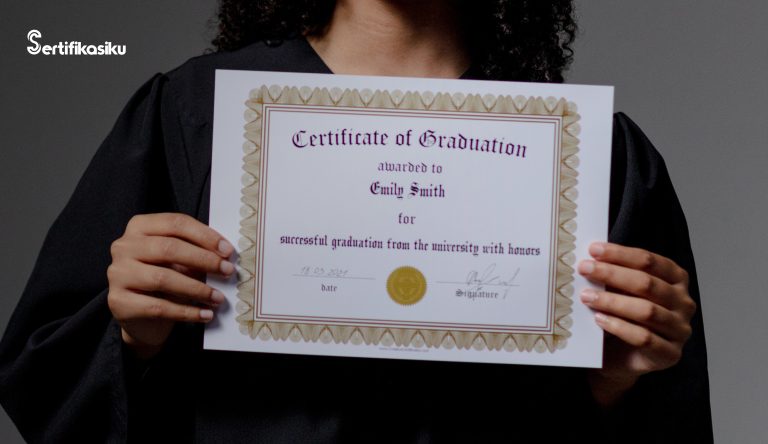 Sertifikasiku
Certificate of Graduation
awarded to
Emily Smith
for
successful graduation from the university with honors
18.05.2021
date
Signature